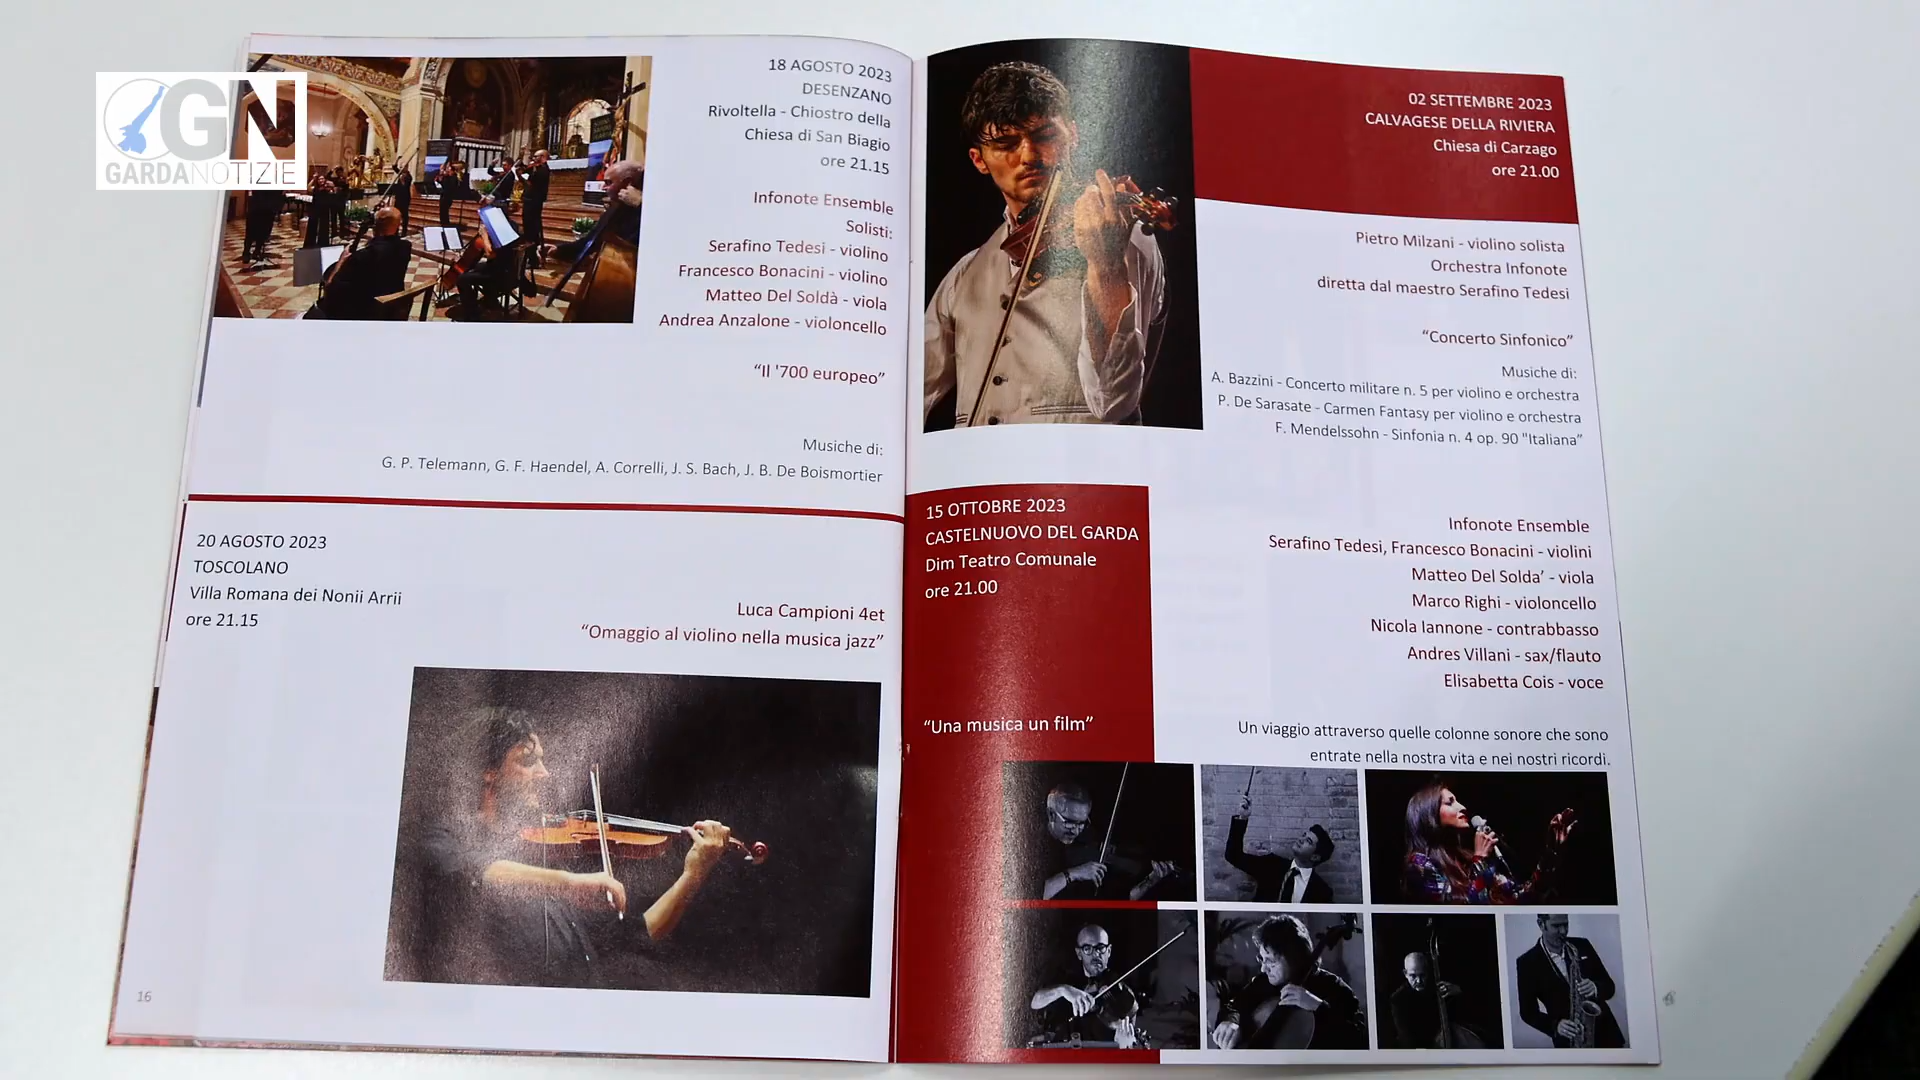 GN
GARDANOTIZIE
18 AGOSTO 2023
DESENZANO
Rivoltella - Chiostro della
Chiesa di San Biagio
ore 21.15
Infonote Ensemble
Solisti:
Serafino Tedesi - violino
Francesco Bonacini - violino
Matteo Del Soldà - viola
Andrea Anzalone - violoncello
“Il '700 europeo”
Musiche di:
G. P. Telemann, G. F. Haendel, A. Correlli, J. S. Bach, J. B. De Boismortier
20 AGOSTO 2023
TOSCOLANO
Villa Romana dei Nonii Arrii
ore 21.15
Luca Campioni 4et
“Omaggio al violino nella musica jazz”
16
02 SETTEMBRE 2023
CALVAGESE DELLA RIVIERA
Chiesa di Carzago
ore 21.00
Pietro Milzani - violino solista
Orchestra Infonote
diretta dal maestro Serafino Tedesi
“Concerto Sinfonico”
Musiche di:
A. Bazzini - Concerto militare n. 5 per violino e orchestra
P. De Sarasate - Carmen Fantasy per violino e orchestra
F. Mendelssohn - Sinfonia n. 4 op. 90 "Italiana”
15 OTTOBRE 2023
CASTELNUOVO DEL GARDA
Dim Teatro Comunale
ore 21.00
“Una musica un film”
Infonote Ensemble
Serafino Tedesi, Francesco Bonacini - violini
Matteo Del Solda’ - viola
Marco Righi - violoncello
Nicola Iannone - contrabbasso
Andres Villani - sax/flauto
Elisabetta Cois - voce
Un viaggio attraverso quelle colonne sonore che sono
entrate nella nostra vita e nei nostri ricordi.